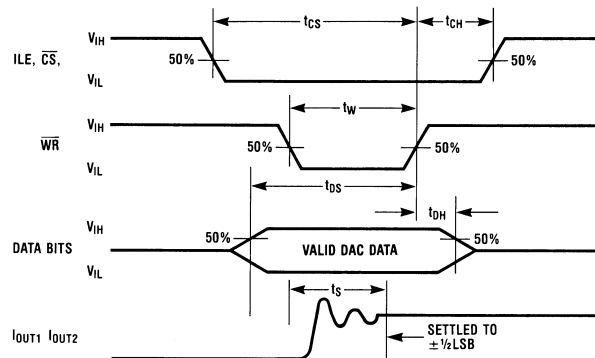 VIH tCS tCH
ILE, CS, 50% 50%
VIL
VIH tW
WR 50% 50%
VIL tDS
VIH tDH
50% 50%
DATA BITS VALID DAC DATA
VIL
tS
IOUT1 IOUT2 SETTLED TO
±½LSB